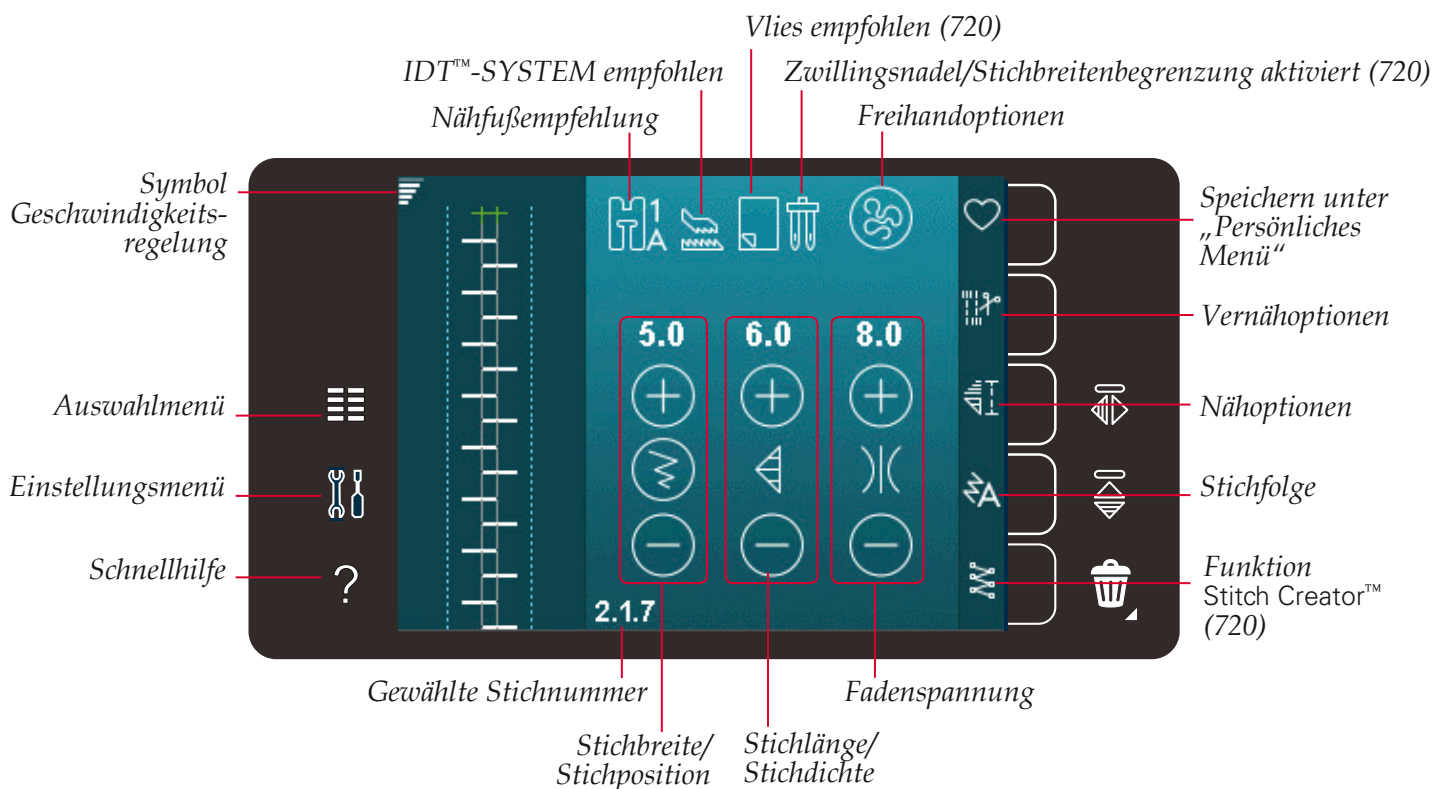 Vlies empfohlen (720)
IDT™-SYSTEM empfohlen
Zwillingsnadel/Stichbreitenbegrenzung aktiviert (720)
Nähfußempfehlung
Freihandoptionen
Symbol
Geschwindigkeits-
regelung
1
A
Speichern unter
„Persönliches
Menü“
Vernähoptionen
5.0
6.0
8.0
Auswahlmenü
Nähoptionen
Einstellungsmenü
A
Stichfolge
Schnellhilfe
?
Funktion
Stitch Creator™
(720)
2.1.7
Gewählte Stichnummer
Fadenspannung
Stichbreite/
Stichposition
Stichlänge/
Stichdichte